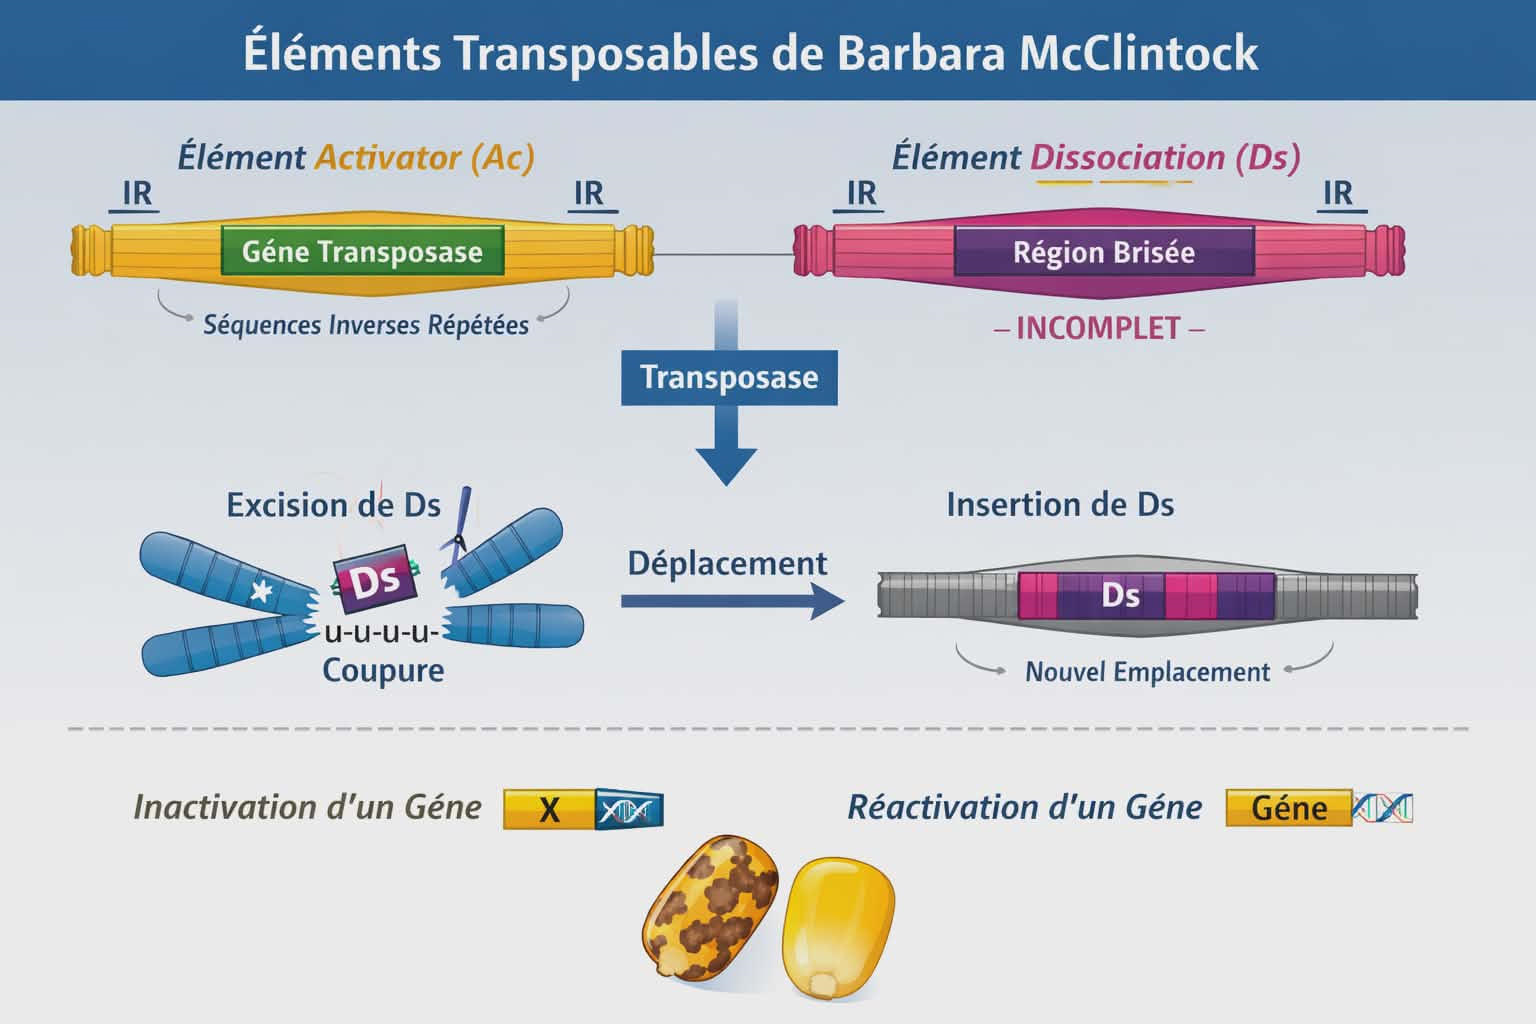 Éléments Transposables de Barbara McClintock
Élément Activator (Ac)
IR
IR
Géne Transposase
Séquences Inverses Répétées
Élément Dissociation (Ds)
IR
IR
Région Brisée
– INCOMPLET –
Transposase
Excision de Ds
Ds
u-u-u-u-
Coupure
Déplacement
Insertion de Ds
Ds
Nouvel Emplacement
Inactivation d'un Géne
X
Réactivation d'un Géne
Géne